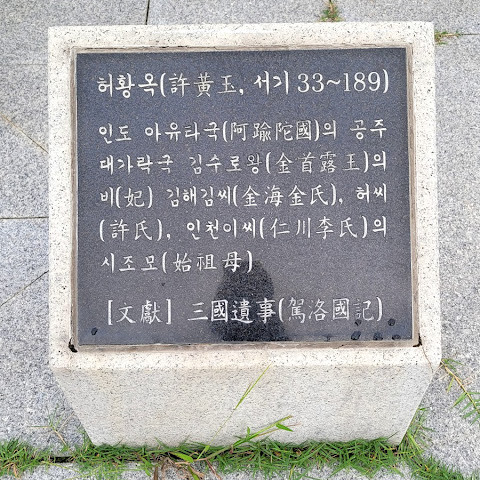 허황옥(許黃玉, 서기 33~189)
인도 아유타국(阿踰陀國)의 공주
대가락국 김수로왕(金首露王)의
비(妃) 김해김씨(金海金氏), 허씨
(許氏), 인천이씨(仁川李氏)의
시조모(始祖母)
[文獻] 三國遺事(駕洛國記)